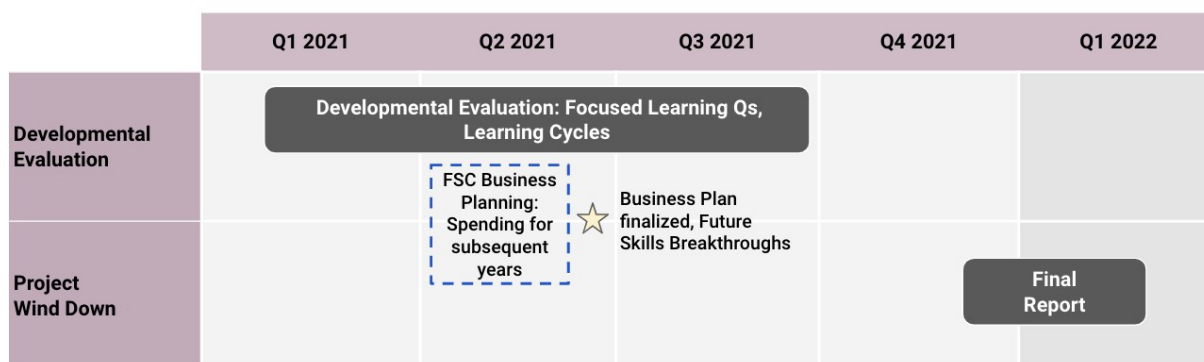 Q1 2021
Q2 2021
Q3 2021
Q4 2021
Q1 2022
Developmental
Evaluation
Developmental Evaluation: Focused Learning Qs,
Learning Cycles
FSC Business
Planning:
Spending for
subsequent
years
Business Plan
finalized, Future
Skills Breakthroughs
Project
Wind Down
Final
Report